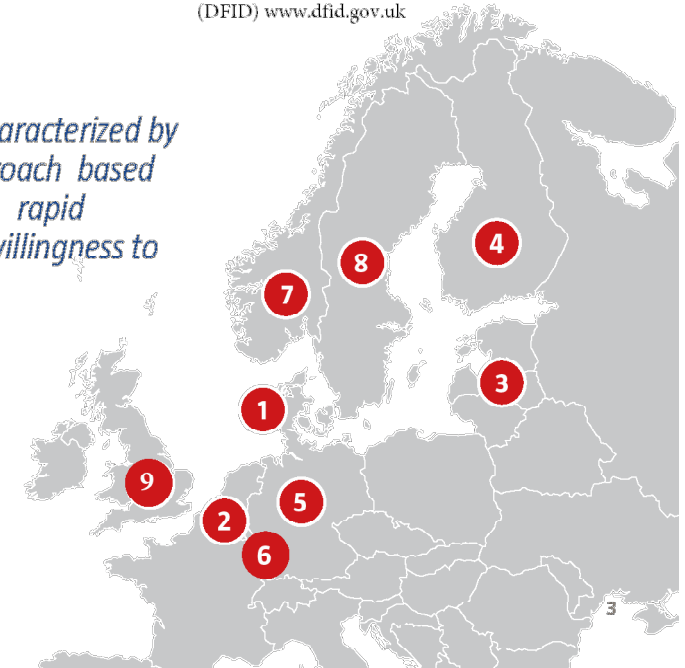 (DFID) www.dfid.gov.uk
aracterized by
oach based
rapid
villingness to
4
8
7
3
1
9
5
2
6
3